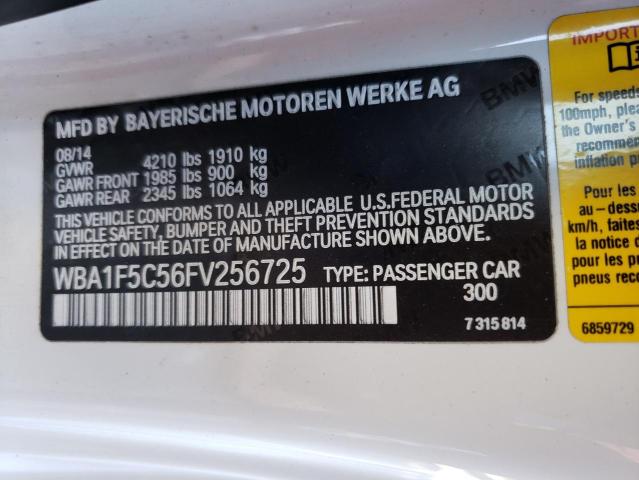 MFD BY BAYERISCHE MOTOREN WERKE AG
08/14
GVWR 4210 lbs 1910 kg
GAWR FRONT 1985 lbs 900 kg
GAWR REAR 2345 lbs 1064 kg
THIS VEHICLE CONFORMS TO ALL APPLICABLE U.S.FEDERAL MOTOR
VEHICLE SAFETY, BUMPER AND THEFT PREVENTION STANDARDS
IN EFFECT ON THE DATE OF MANUFACTURE SHOWN ABOVE.
WBA1F5C56FV256725 TYPE: PASSENGER CAR
300
7 315 814
For speeds
100mph, plea
the Owner's
recommen
inflation p
Pour les
au-dessu
km/h, faites
la notice
pour les
pneus recom
6859729